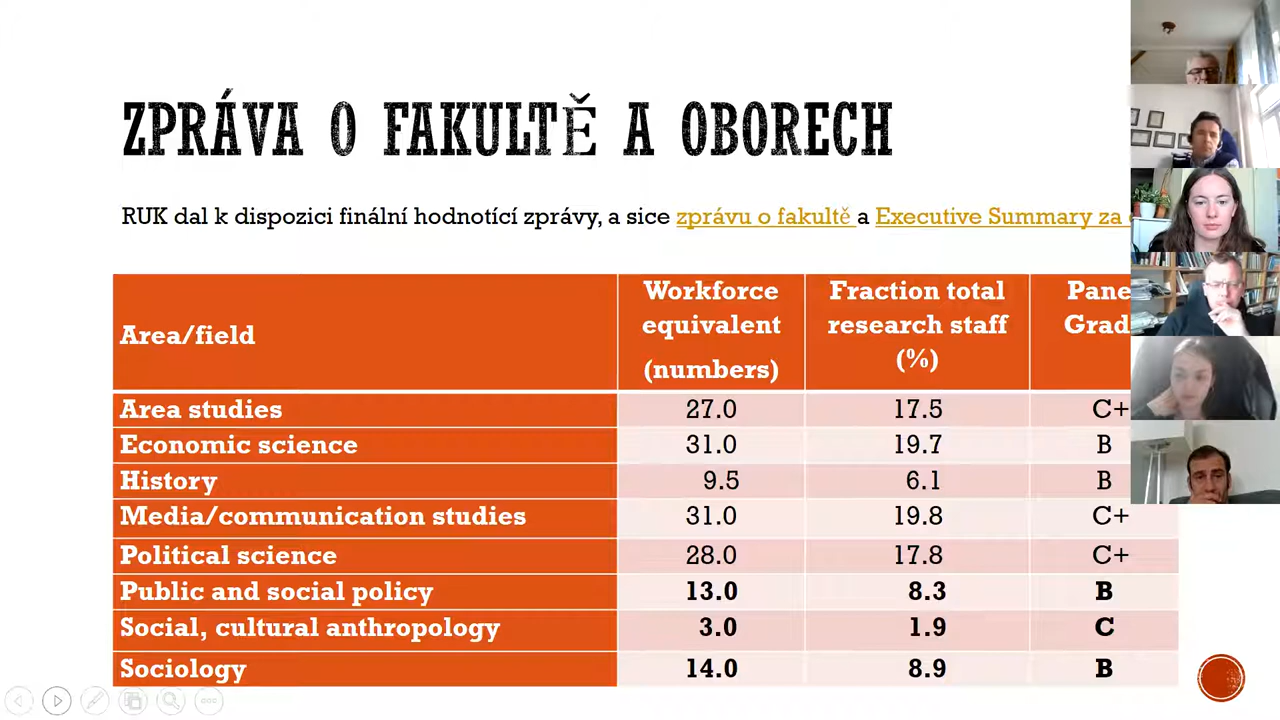 ZPRÁVA O FAKULTĚ A OBORECH
RUK dal k dispozici finální hodnotící zprávy, a sice zprávu o fakultě a Executive Summary za
Area/field
Workforce
equivalent
(numbers)
Fraction total
research staff
(%)
Pane
Grad
Area studies 27.0 17.5 C+
Economic science 31.0 19.7 B
History 9.5 6.1 B
Media/communication studies 31.0 19.8 C+
Political science 28.0 17.8 C+
Public and social policy 13.0 8.3 B
Social, cultural anthropology 3.0 1.9 C
Sociology 14.0 8.9 B